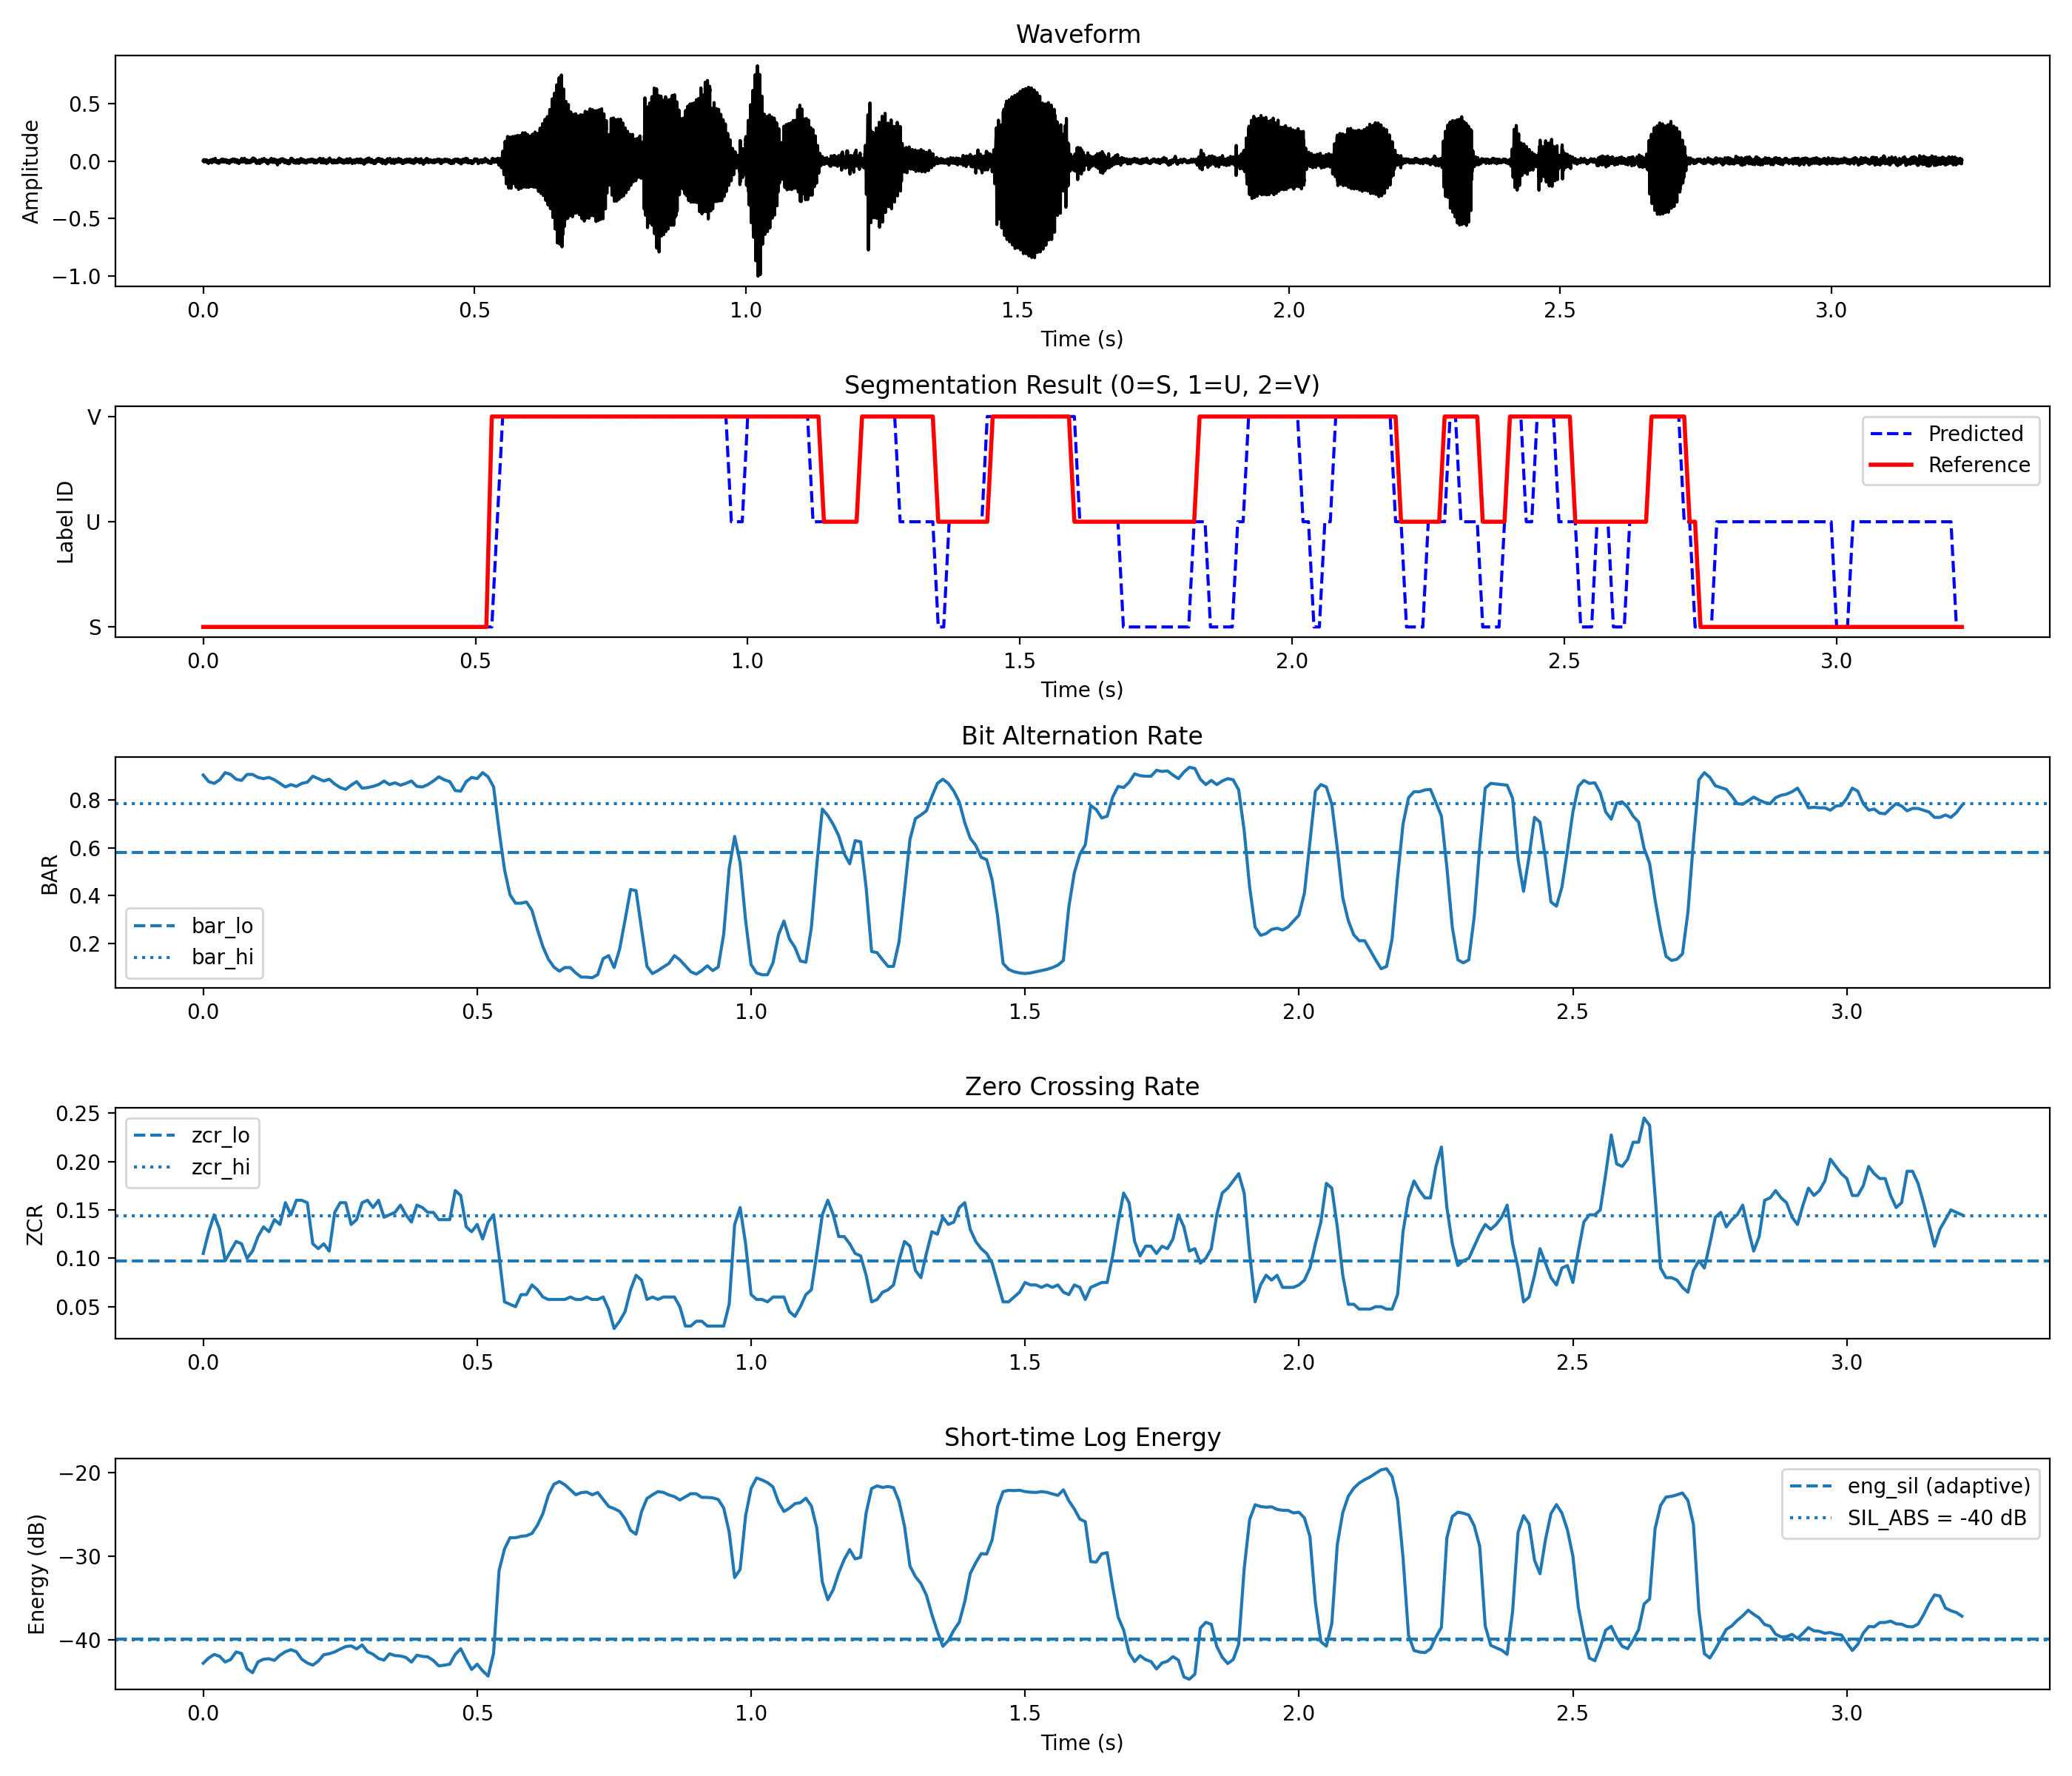 Waveform
Amplitude
0.5
0.0
−0.5
−1.0
0.0 0.5 1.0 1.5 2.0 2.5 3.0
Time (s)
Segmentation Result (0=S, 1=U, 2=V)
Label ID
V
U
S
Predicted
Reference
0.0 0.5 1.0 1.5 2.0 2.5 3.0
Time (s)
Bit Alternation Rate
BAR
0.8
0.6
0.4
0.2
bar_lo
bar_hi
0.0 0.5 1.0 1.5 2.0 2.5 3.0
Zero Crossing Rate
ZCR
0.25
0.20
0.15
0.10
0.05
zcr_lo
zcr_hi
0.0 0.5 1.0 1.5 2.0 2.5 3.0
Short-time Log Energy
Energy (dB)
−20
−30
−40
eng_sil (adaptive)
SIL_ABS = -40 dB
0.0 0.5 1.0 1.5 2.0 2.5 3.0
Time (s)